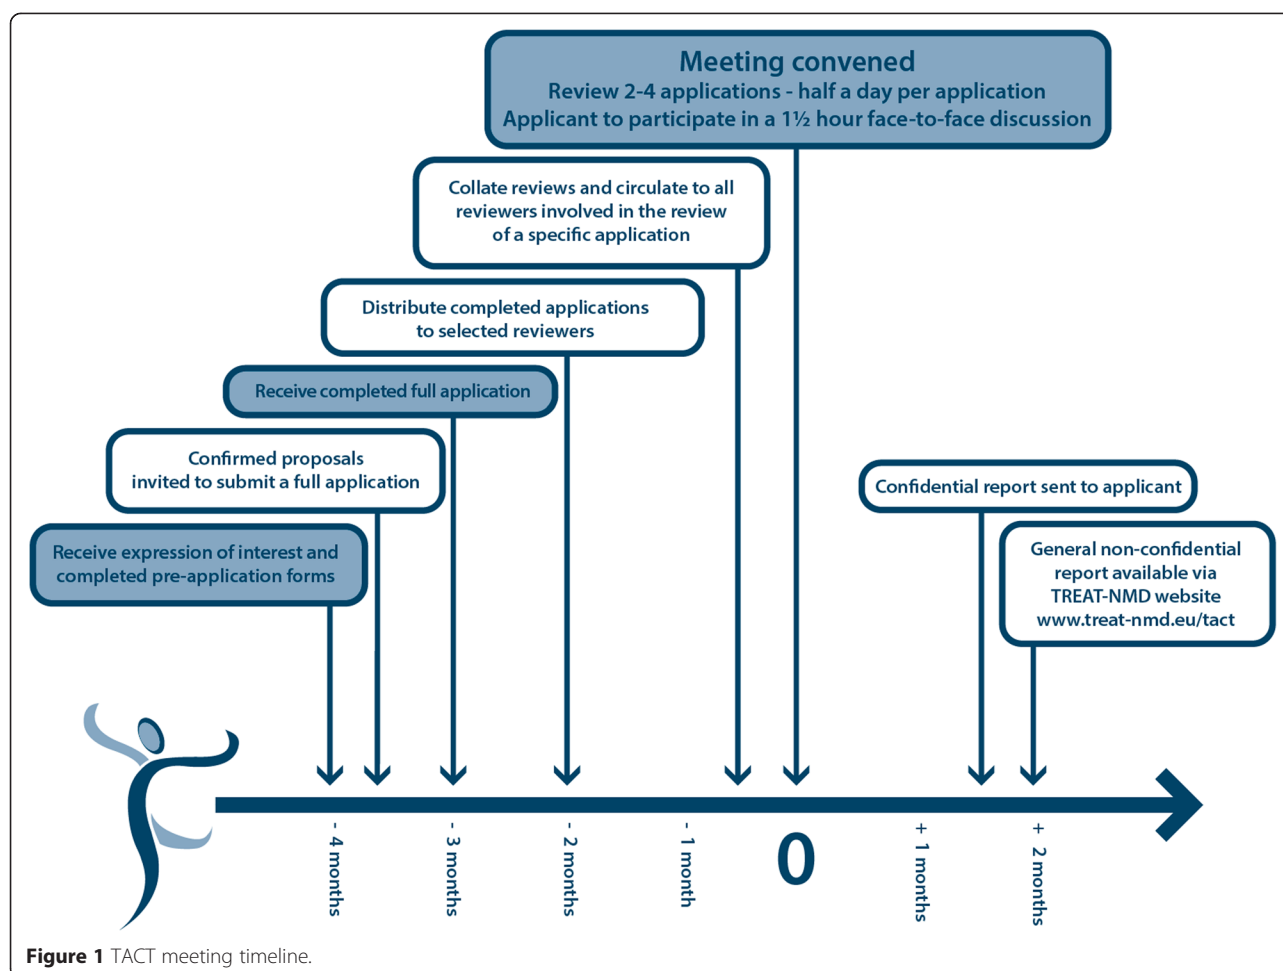 Meeting convened
Review 2-4 applications - half a day per application
Applicant to participate in a 1½ hour face-to-face discussion
Collate reviews and circulate to all
reviewers involved in the review
of a specific application
Distribute completed applications
to selected reviewers
Receive completed full application
Confirmed proposals
invited to submit a full application
Receive expression of interest and
completed pre-application forms
Confidential report sent to applicant
General non-confidential
report available via
TREAT-NMD website
www.treat-nmd.eu/tact
- 4 months
- 3 months
- 2 months
- 1 month
0
+ 1 months
+ 2 months
Figure 1 TACT meeting timeline.